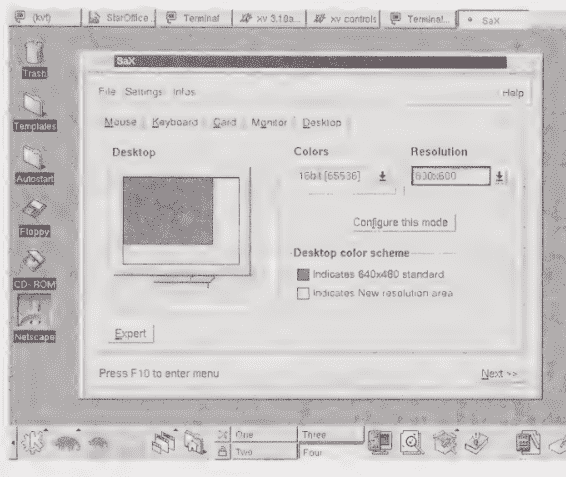 (kvt) StarOffice Terminal xv 3.10a... xv controls Terminal... SaX
Trash
Templates
Autostart
Floppy
CD-ROM
Netscape
SaX
File Settings Infos Help
Mouse Keyboard Card Monitor Desktop
Desktop Colors Resolution
16bit [65536]
Configure this mode
Desktop color scheme
Indicates 640x480 standard
Indicates New resolution area
Expert
Press F10 to enter menu Next >>
One Three
Two Four